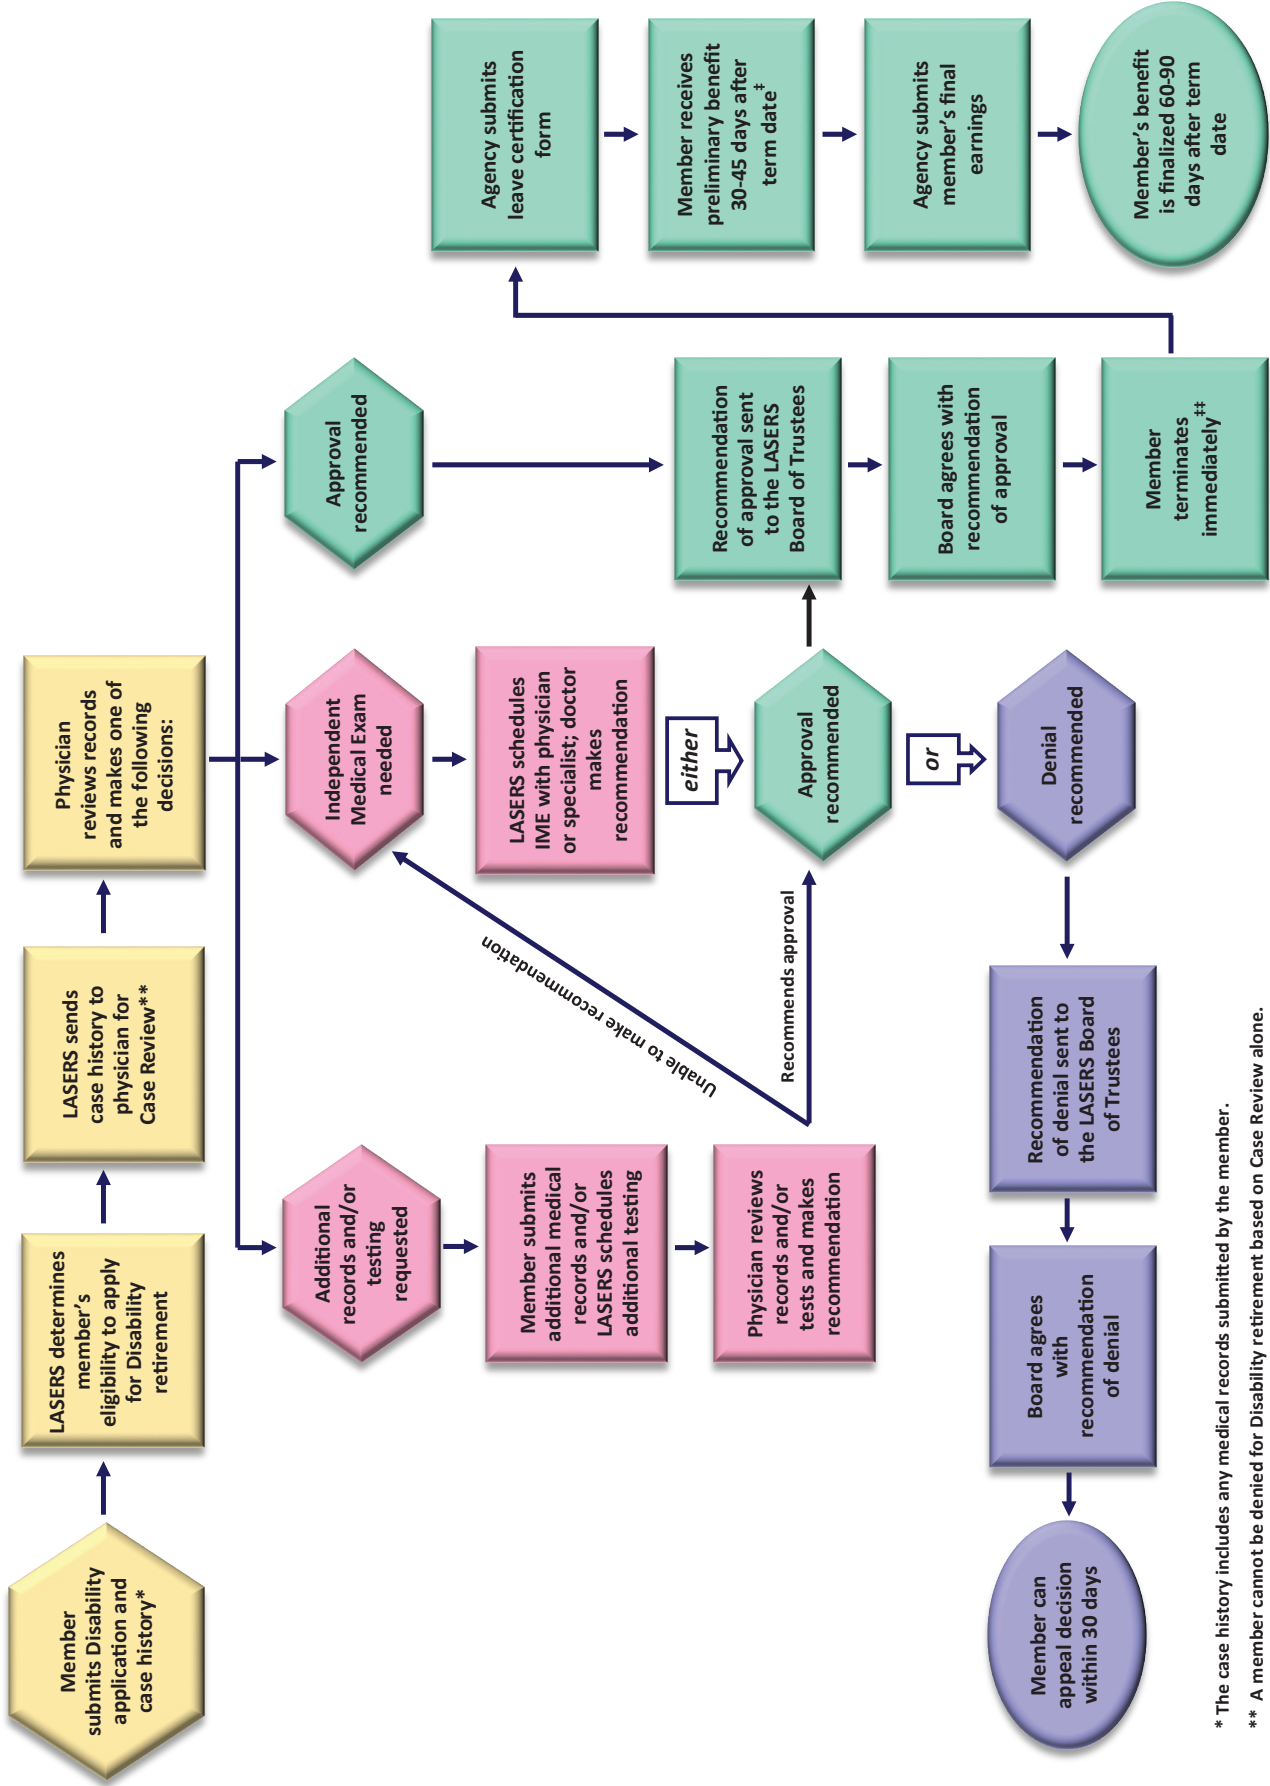 Member
submits Disability
application and
case history*
LASERS determines
member’s
eligibility to apply
for Disability
retirement
LASERS sends
case history to
physician for
Case Review**
Physician
reviews records
and makes one of
the following
decisions:
Additional
records and/or
testing
requested
Member submits
additional medical
records and/or
LASERS schedules
additional testing
Physician reviews
records and/or
tests and makes
recommendation
Unable to make recommendation
Recommends approval
Independent
Medical Exam
needed
LASERS schedules
IME with physician
or specialist; doctor
makes
recommendation
either
Approval
recommended
or
Denial
recommended
Recommendation
of denial sent to
the LASERS Board
of Trustees
Board agrees
with
recommendation
of denial
Member can
appeal decision
within 30 days
Approval
recommended
Recommendation
of approval sent
to the LASERS
Board of Trustees
Board agrees with
recommendation
of approval
Member
terminates
immediately‡‡
Agency submits
leave certification
form
Member receives
preliminary benefit
30-45 days after
term date‡
Agency submits
member’s final
earnings
Member’s benefit
is finalized 60-90
days after term
date
* The case history includes any medical records submitted by the member.
** A member cannot be denied for Disability retirement based on Case Review alone.